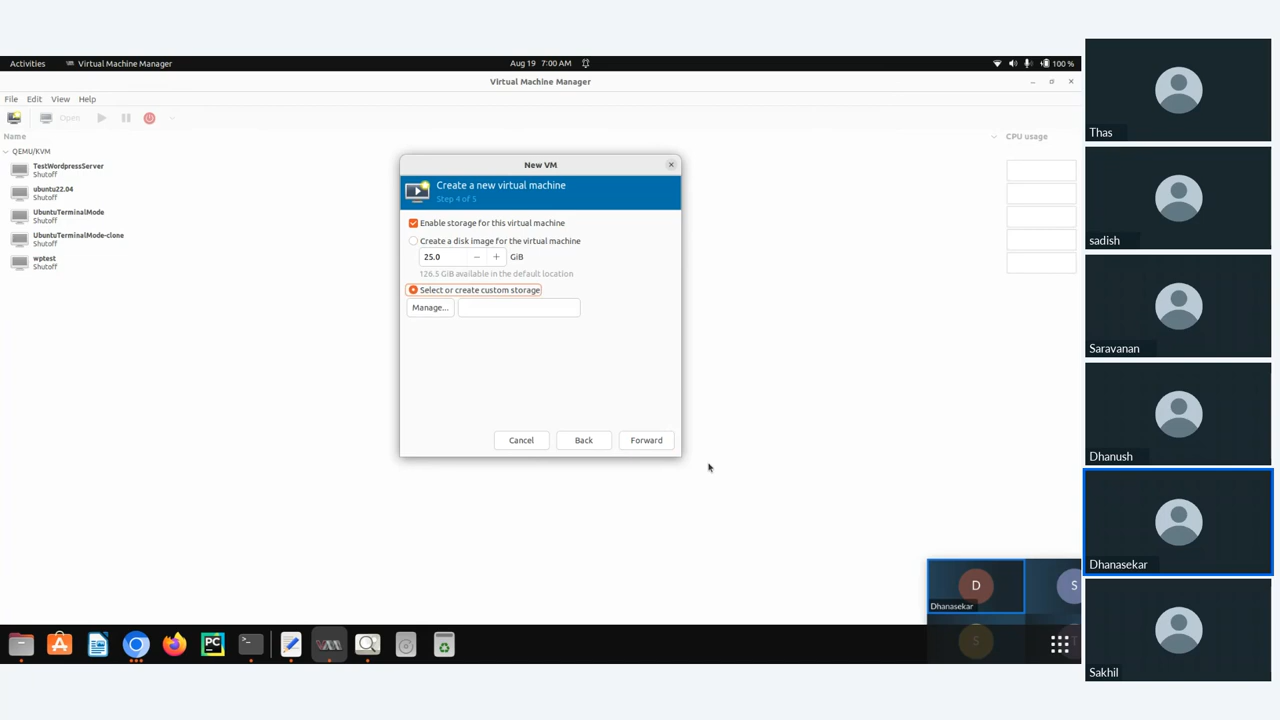 Activities
Virtual Machine Manager
Aug 19 7:00 AM
100 %
Virtual Machine Manager
File Edit View Help
Open
Name
CPU usage
QEMU/KVM
TestWordpressServer
Shutoff
ubuntu22.04
Shutoff
UbuntuTerminalMode
Shutoff
UbuntuTerminalMode-clone
Shutoff
wptest
Shutoff
New VM
Create a new virtual machine
Step 4 of 5
Enable storage for this virtual machine
Create a disk image for the virtual machine
25.0 − + GiB
126.5 GiB available in the default location
Select or create custom storage
Manage...
Cancel
Back
Forward
D
Dhanasekar
S
S
PC
Thas
sadish
Saravanan
Dhanush
Dhanasekar
Sakhil